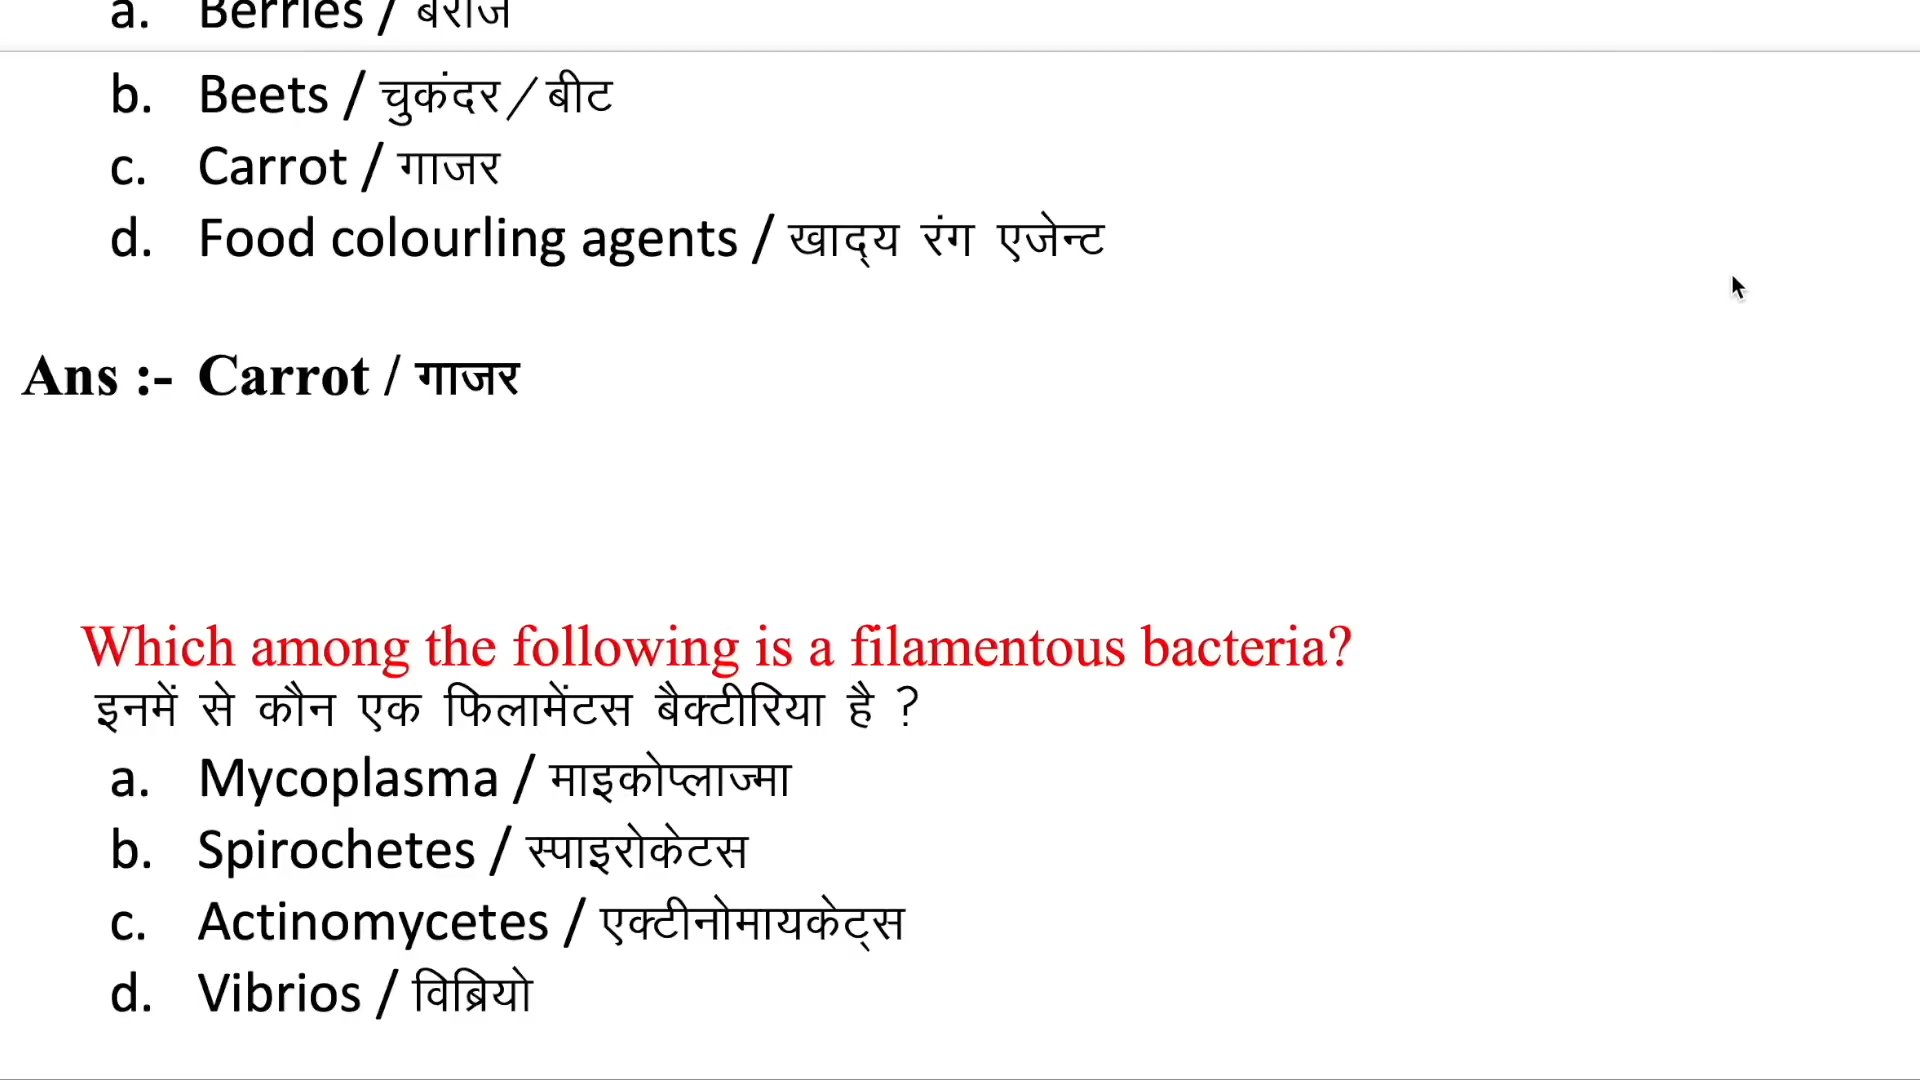 a. Berries / बेरीज
b. Beets / चुकंदर/बीट
c. Carrot / गाजर
d. Food colourling agents / खाद्य रंग एजेन्ट
Ans :- Carrot / गाजर
Which among the following is a filamentous bacteria?
इनमें से कौन एक फिलामेंटस बैक्टीरिया है ?
a. Mycoplasma / माइकोप्लाज्मा
b. Spirochetes / स्पाइरोकेटस
c. Actinomycetes / एक्टीनोमायकेट्स
d. Vibrios / विब्रियो